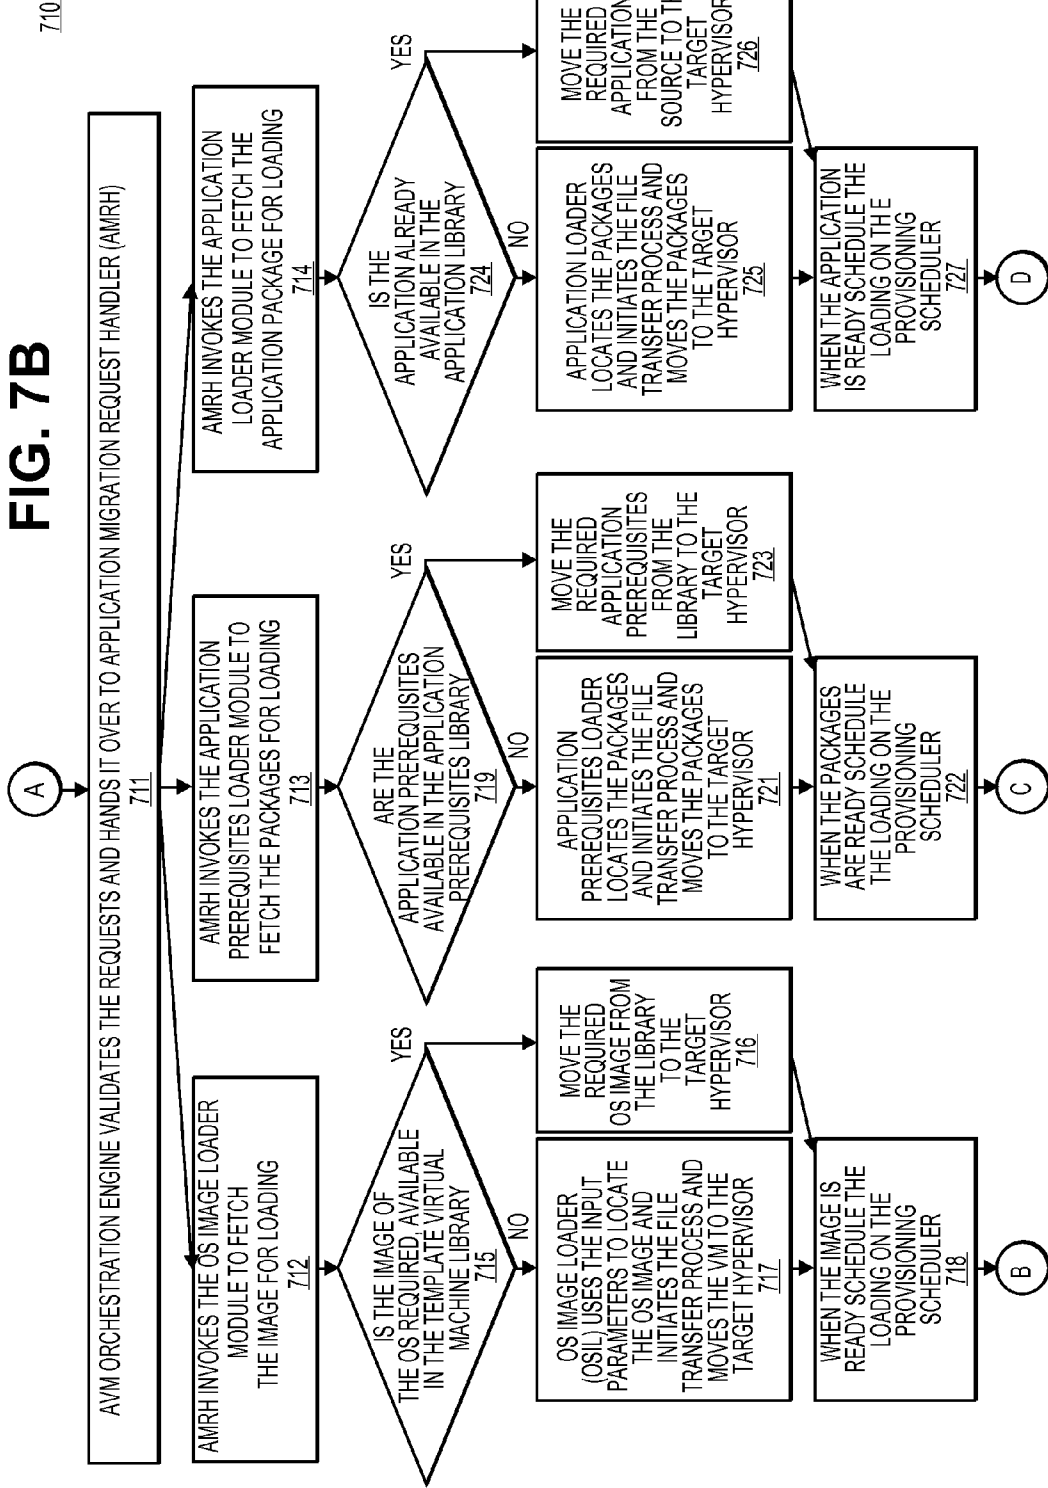 FIG. 7B
710
A
AVM ORCHESTRATION ENGINE VALIDATES THE REQUESTS AND HANDS IT OVER TO APPLICATION MIGRATION REQUEST HANDLER (AMRH)
711
AMRH INVOKES THE OS IMAGE LOADER
MODULE TO FETCH
THE IMAGE FOR LOADING
712
AMRH INVOKES THE APPLICATION
PREREQUISITES LOADER MODULE TO
FETCH THE PACKAGES FOR LOADING
713
AMRH INVOKES THE APPLICATION
LOADER MODULE TO FETCH THE
APPLICATION PACKAGE FOR LOADING
714
IS THE IMAGE OF
THE OS REQUIRED, AVAILABLE
IN THE TEMPLATE VIRTUAL
MACHINE LIBRARY
715
YES
NO
ARE THE
APPLICATION PREREQUISITES
AVAILABLE IN THE APPLICATION
PREREQUISITES LIBRARY
719
YES
NO
IS THE
APPLICATION ALREADY
AVAILABLE IN THE
APPLICATION LIBRARY
724
YES
NO
OS IMAGE LOADER
(OSIL) USES THE INPUT
PARAMETERS TO LOCATE
THE OS IMAGE AND
INITIATES THE FILE
TRANSFER PROCESS AND
MOVES THE VM TO THE
TARGET HYPERVISOR
717
MOVE THE
REQUIRED
OS IMAGE FROM
THE LIBRARY
TO THE
TARGET
HYPERVISOR
716
APPLICATION
PREREQUISITES LOADER
LOCATES THE PACKAGES
AND INITIATES THE FILE
TRANSFER PROCESS AND
MOVES THE PACKAGES
TO THE TARGET
HYPERVISOR
721
MOVE THE
REQUIRED
APPLICATION
PREREQUISITES
FROM THE
LIBRARY TO THE
TARGET
HYPERVISOR
723
APPLICATION LOADER
LOCATES THE PACKAGES
AND INITIATES THE FILE
TRANSFER PROCESS AND
MOVES THE PACKAGES
TO THE TARGET
HYPERVISOR
725
MOVE THE
REQUIRED
APPLICATION
FROM THE
SOURCE TO
TARGET
HYPERVISOR
726
WHEN THE IMAGE IS
READY SCHEDULE THE
LOADING ON THE
PROVISIONING
SCHEDULER
718
WHEN THE PACKAGES
ARE READY SCHEDULE
THE LOADING ON THE
PROVISIONING
SCHEDULER
722
WHEN THE APPLICATION
IS READY SCHEDULE THE
LOADING ON THE
PROVISIONING
SCHEDULER
727
B
C
D